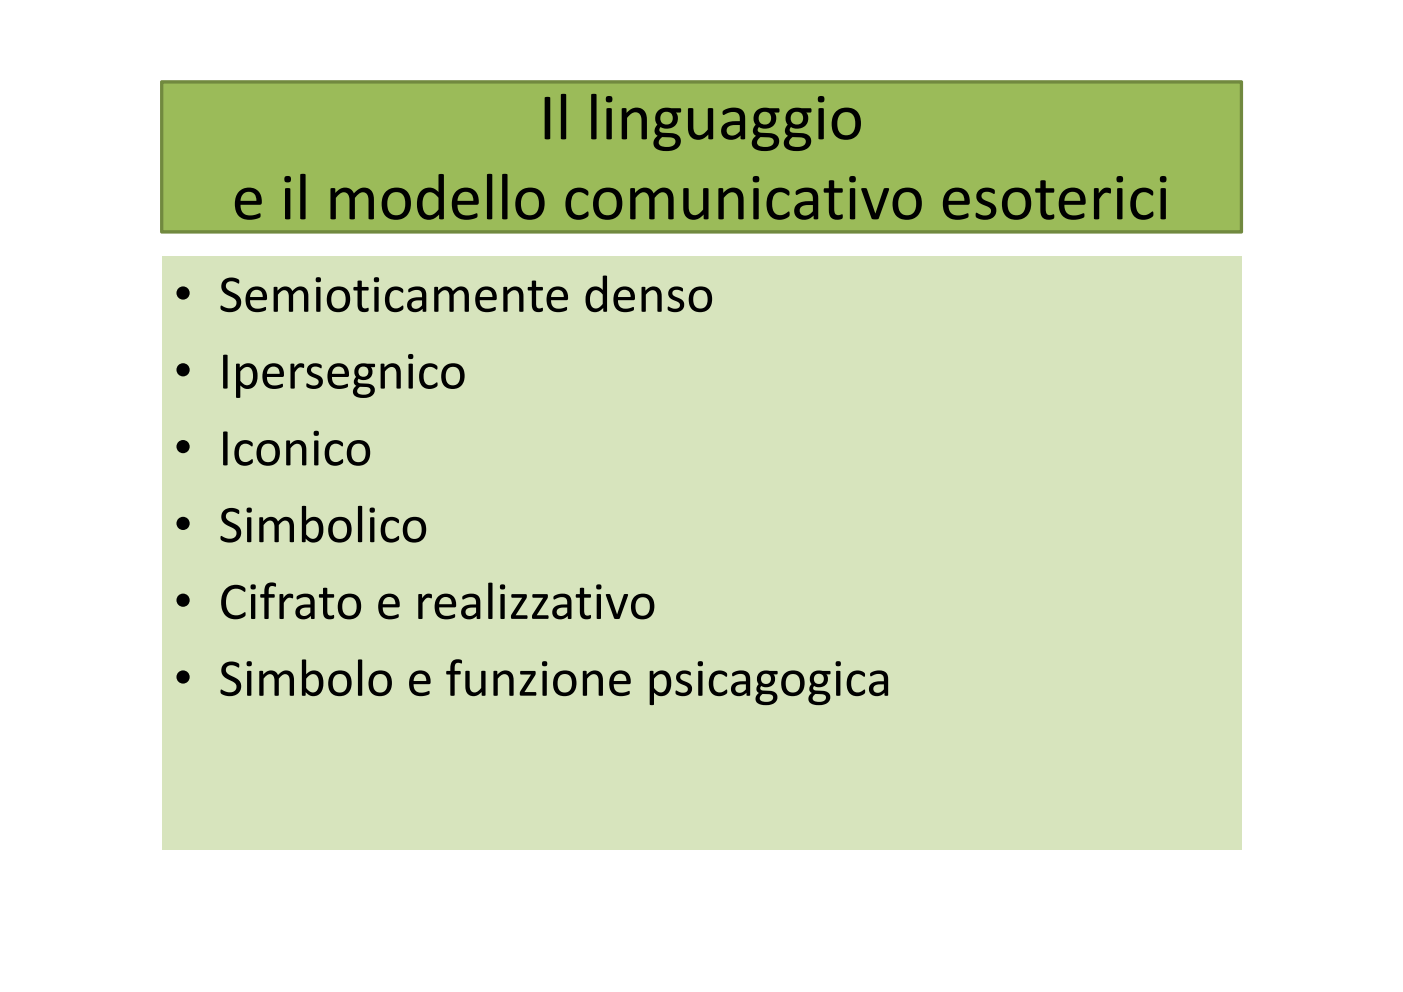 Il linguaggio
e il modello comunicativo esoterici
• Semioticamente denso
• Ipersegnico
• Iconico
• Simbolico
• Cifrato e realizzativo
• Simbolo e funzione psicagogica